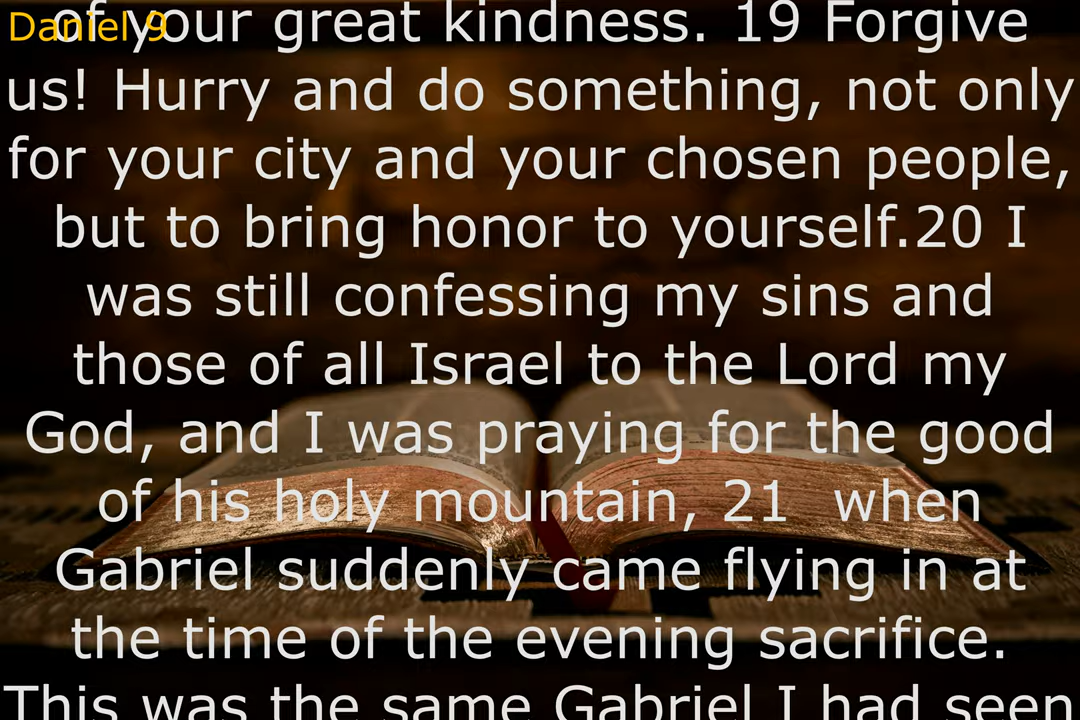 Daniel 9
of your great kindness. 19 Forgive
us! Hurry and do something, not only
for your city and your chosen people,
but to bring honor to yourself.20 I
was still confessing my sins and
those of all Israel to the Lord my
God, and I was praying for the good
of his holy mountain, 21 when
Gabriel suddenly came flying in at
the time of the evening sacrifice.
This was the same Gabriel I had seen